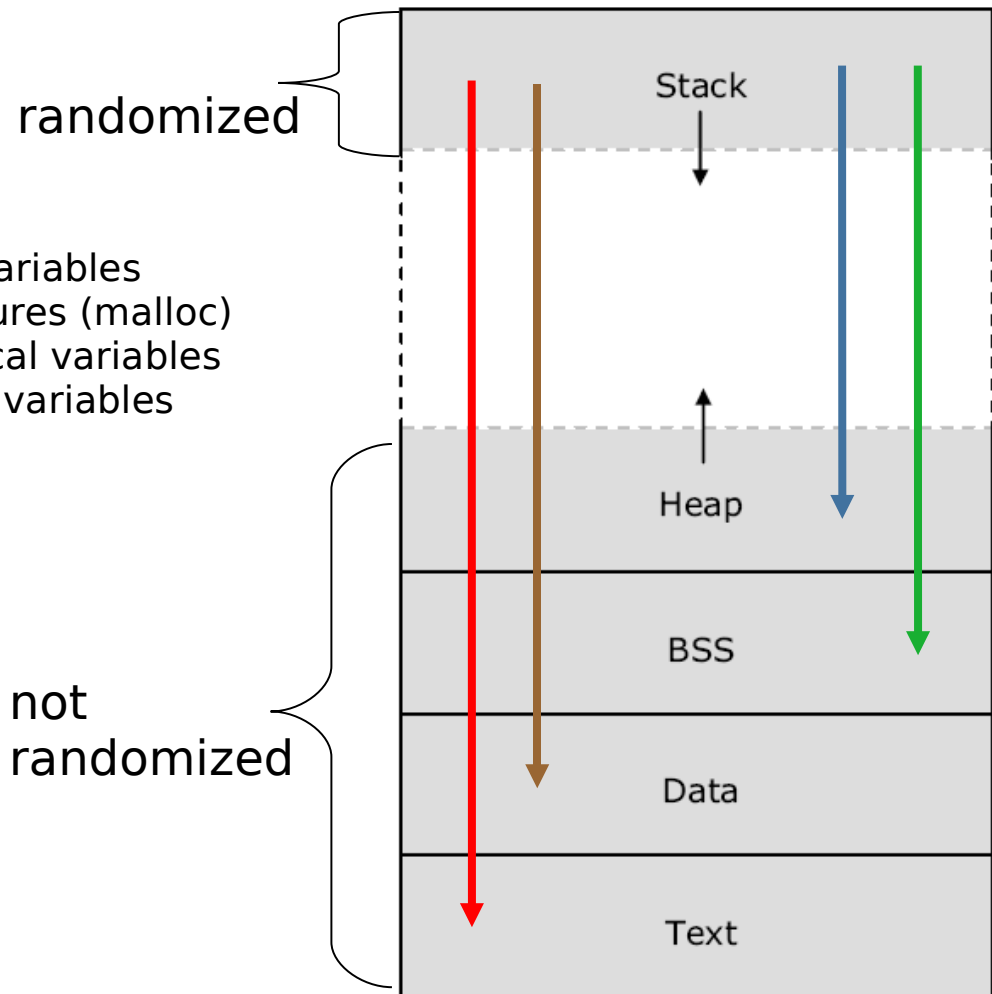 Stack
randomized
ariables
ures (malloc)
cal variables
variables
Heap
BSS
not
randomized
Data
Text